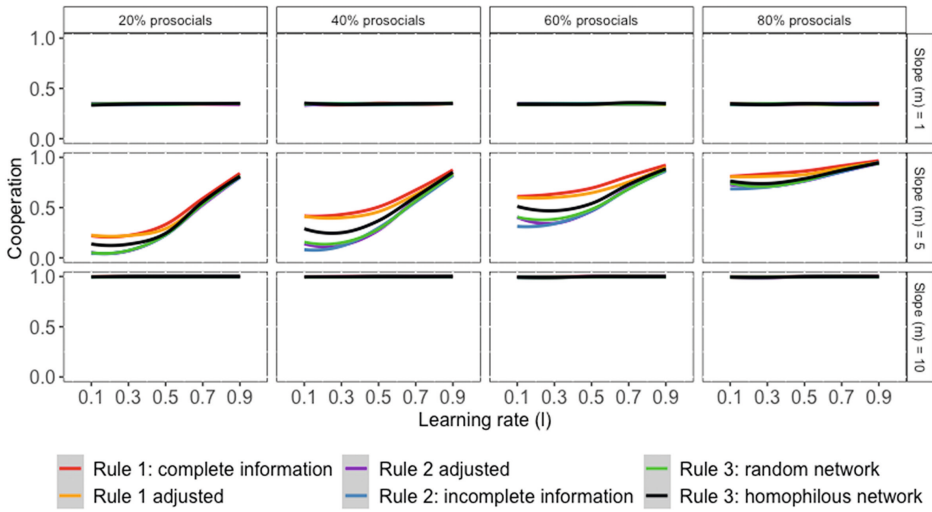 20% prosocials 40% prosocials 60% prosocials 80% prosocials
1.0
0.5
0.0
Slope (m) = 1
Cooperation
1.0
0.5
0.0
Slope (m) = 5
1.0
0.5
0.0
Slope (m) = 10
0.1 0.3 0.5 0.7 0.9 0.1 0.3 0.5 0.7 0.9 0.1 0.3 0.5 0.7 0.9 0.1 0.3 0.5 0.7 0.9
Learning rate (l)
Rule 1: complete information Rule 2 adjusted Rule 3: random network
Rule 1 adjusted Rule 2: incomplete information Rule 3: homophilous network